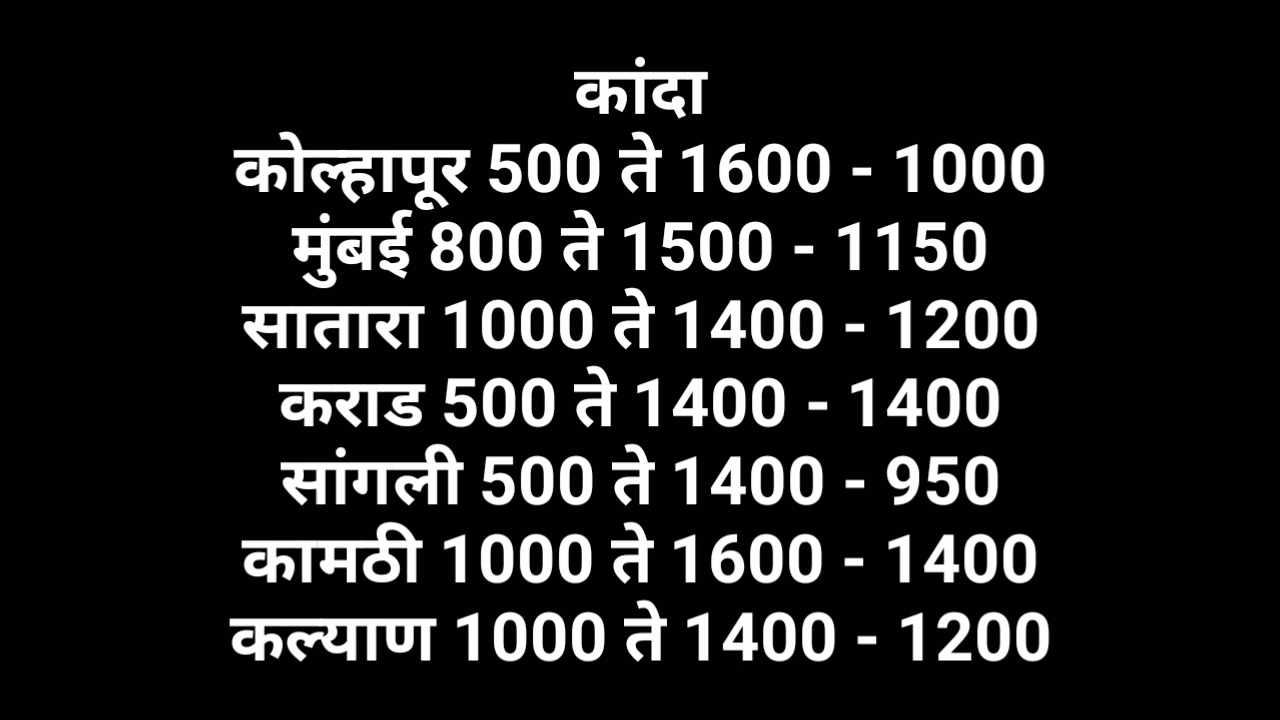 कांदा
कोल्हापूर 500 ते 1600 - 1000
मुंबई 800 ते 1500 - 1150
सातारा 1000 ते 1400 - 1200
कराड 500 ते 1400 - 1400
सांगली 500 ते 1400 - 950
कामठी 1000 ते 1600 - 1400
कल्याण 1000 ते 1400 - 1200